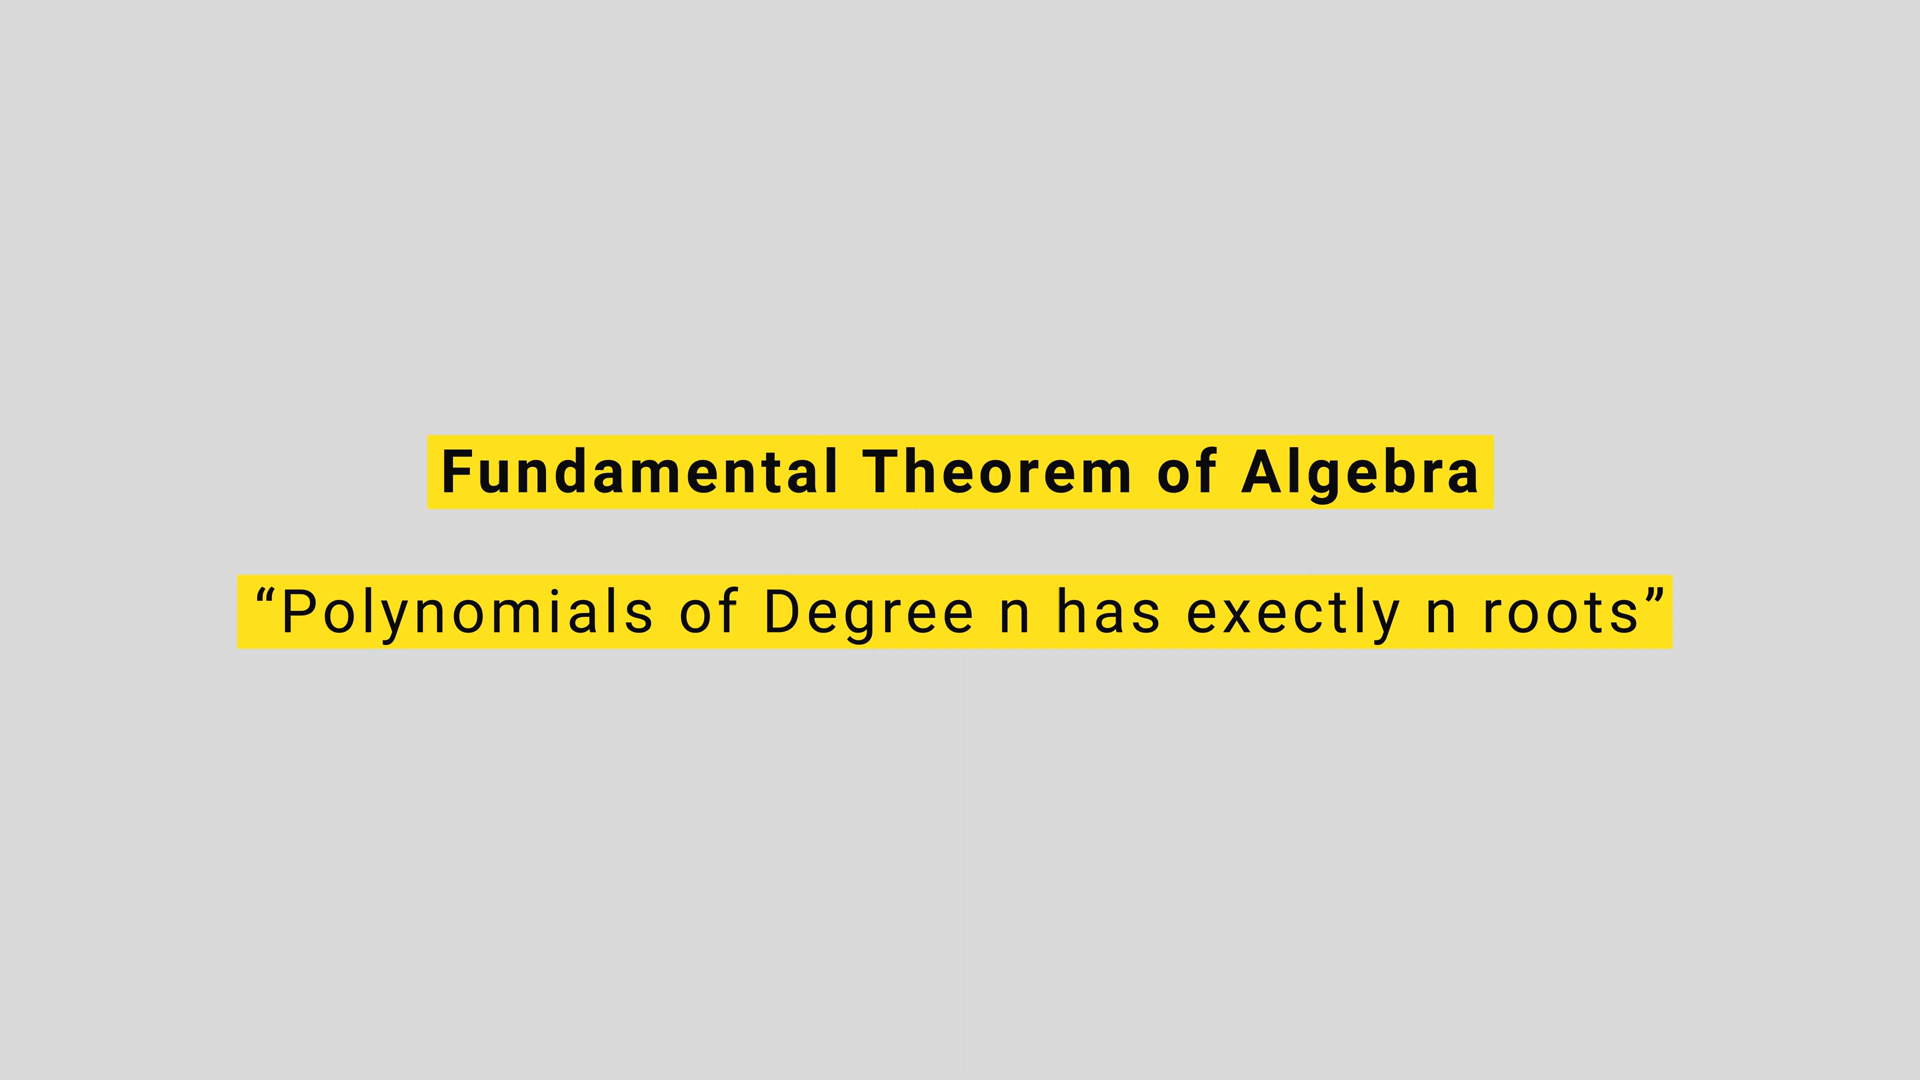 Fundamental Theorem of Algebra
“Polynomials of Degree n has exectly n roots”